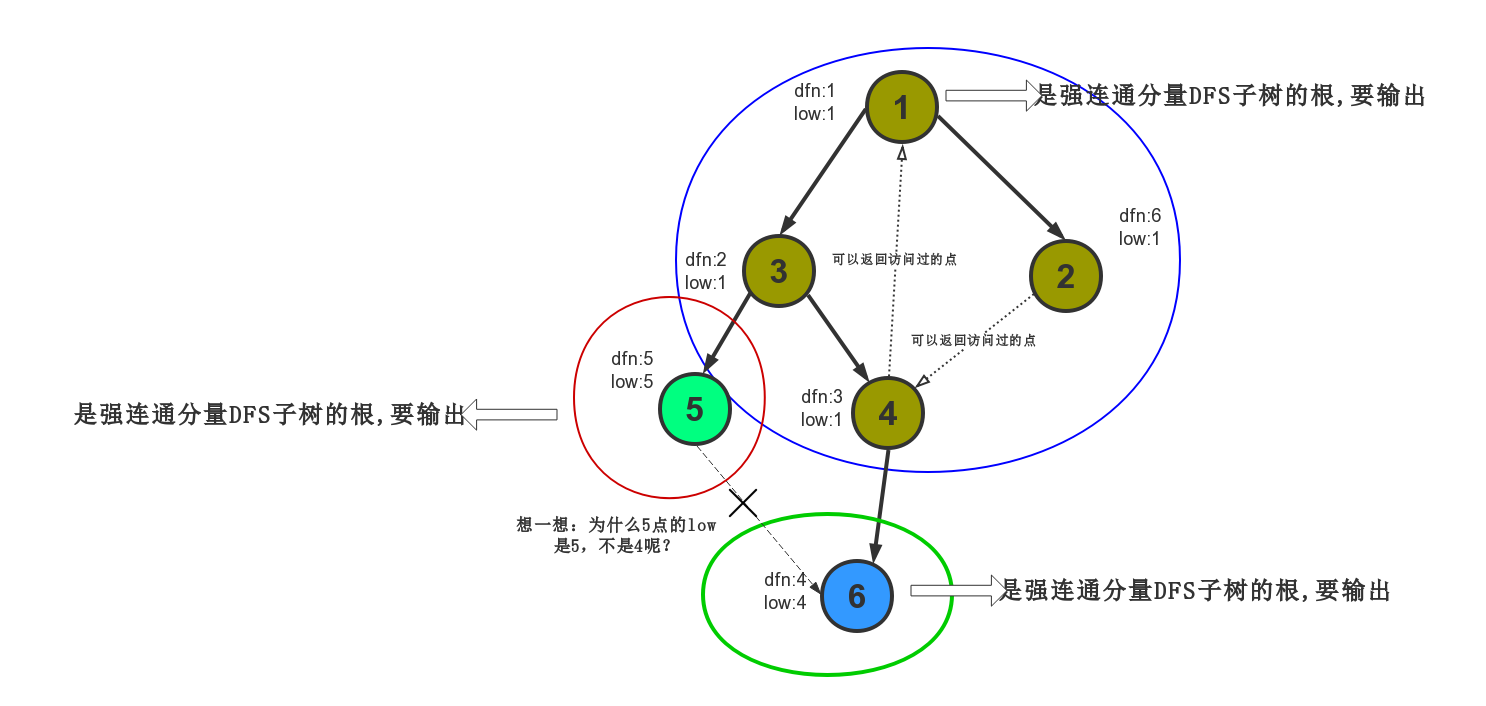 dfn:1
low:1
1
是强连通分量DFS子树的根,要输出
dfn:6
low:1
2
dfn:2
low:1
3
可以返回访问过的点
可以返回访问过的点
dfn:5
low:5
5
是强连通分量DFS子树的根,要输出
dfn:3
low:1
4
想一想：为什么5点的low
是5，不是4呢？
dfn:4
low:4
6
是强连通分量DFS子树的根,要输出